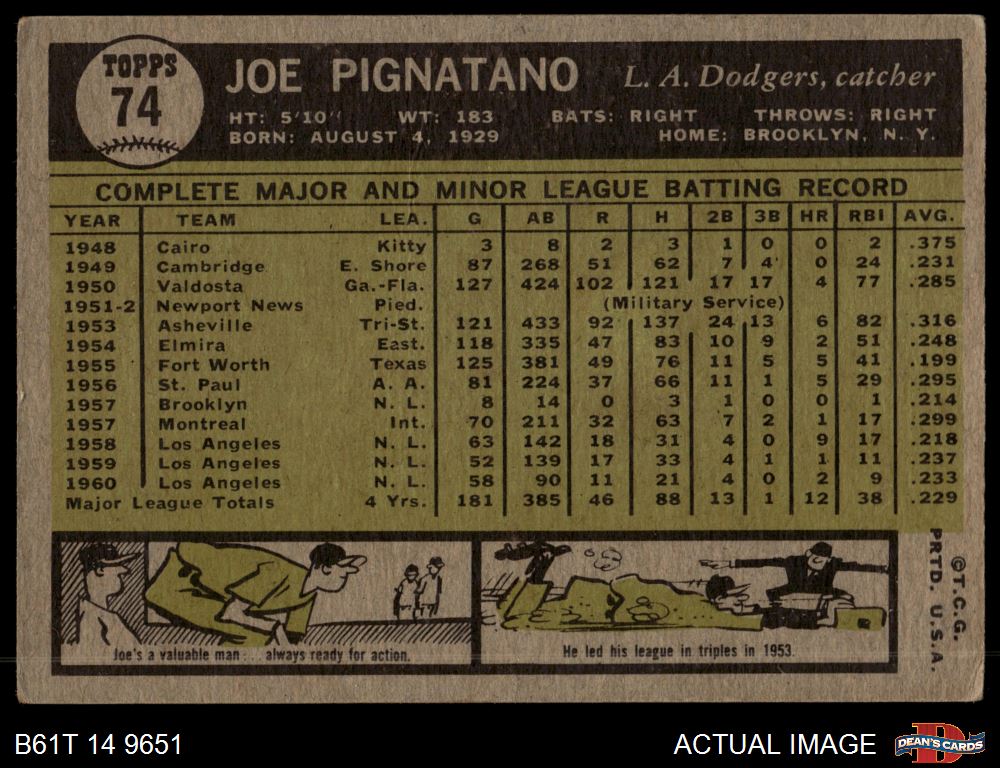 TOPPS
74
JOE PIGNATANO L. A. Dodgers, catcher
HT: 5'10" WT: 183 BATS: RIGHT THROWS: RIGHT
BORN: AUGUST 4, 1929 HOME: BROOKLYN, N. Y.
COMPLETE MAJOR AND MINOR LEAGUE BATTING RECORD
YEAR TEAM LEA. G AB R H 2B 3B HR RBI AVG.
1948 Cairo Kitty 3 8 2 3 1 0 0 2 .375
1949 Cambridge E. Shore 87 268 51 62 7 4 0 24 .231
1950 Valdosta Ga.-Fla. 127 424 102 121 17 17 4 77 .285
1951-2 Newport News Pied. (Military Service)
1953 Asheville Tri-St. 121 433 92 137 24 13 6 82 .316
1954 Elmira East. 118 335 47 83 10 9 2 51 .248
1955 Fort Worth Texas 125 381 49 76 11 5 5 41 .199
1956 St. Paul A. A. 81 224 37 66 11 1 5 29 .295
1957 Brooklyn N. L. 8 14 0 3 1 0 0 1 .214
1957 Montreal Int. 70 211 32 63 7 2 1 17 .299
1958 Los Angeles N. L. 63 142 18 31 4 0 9 17 .218
1959 Los Angeles N. L. 52 139 17 33 4 1 1 11 .237
1960 Los Angeles N. L. 58 90 11 21 4 0 2 9 .233
Major League Totals 4 Yrs. 181 385 46 88 13 1 12 38 .229
Joe's a valuable man . . . always ready for action.
He led his league in triples in 1953.
©T.C.G.
PRTD. U.S.A.
B61T 14 9651
ACTUAL IMAGE
D
DEAN'S CARDS